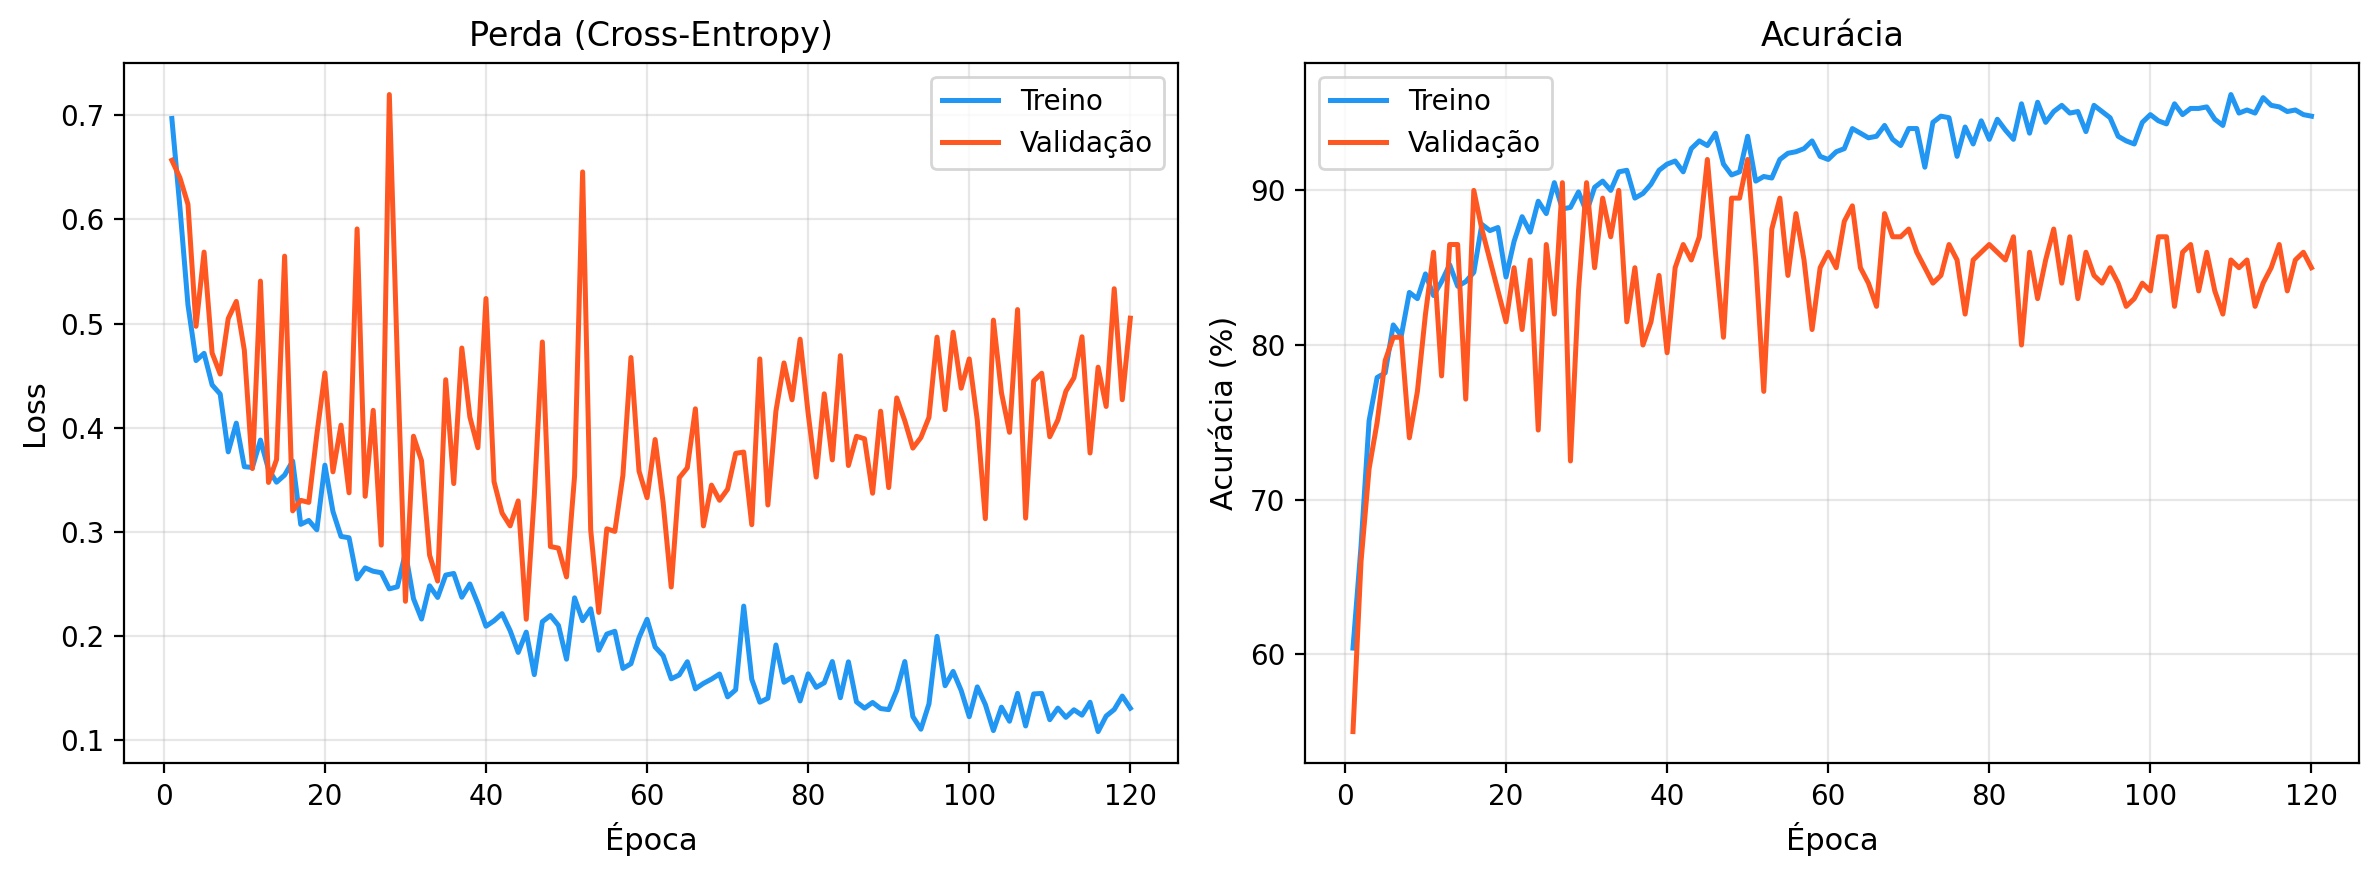 Perda (Cross-Entropy)
Treino
Validação
0.7
0.6
0.5
0.4
0.3
0.2
0.1
Loss
0 20 40 60 80 100 120
Época
Acurácia
Treino
Validação
90
80
70
60
Acurácia (%)
0 20 40 60 80 100 120
Época